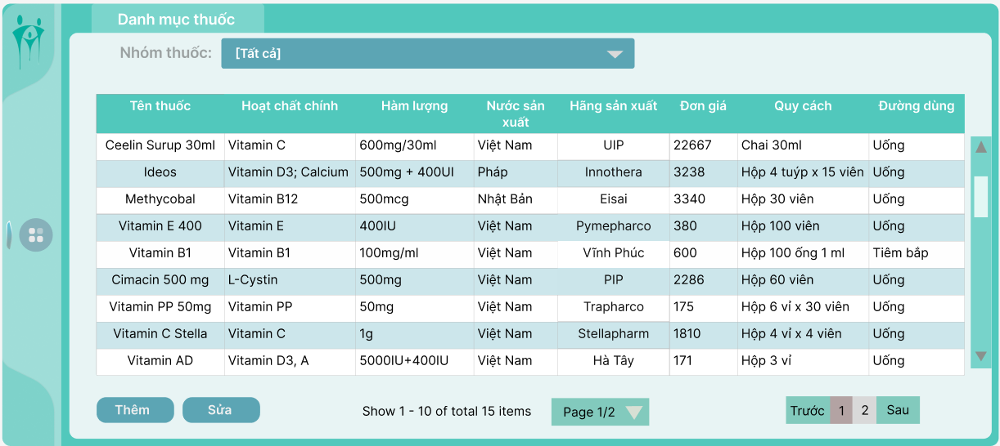 Danh mục thuốc
Nhóm thuốc: [Tất cả]
Tên thuốc Hoạt chất chính Hàm lượng Nước sản xuất Hãng sản xuất Đơn giá Quy cách Đường dùng
Ceelin Surup 30ml Vitamin C 600mg/30ml Việt Nam UIP 22667 Chai 30ml Uống
Ideos Vitamin D3; Calcium 500mg + 400UI Pháp Innothera 3238 Hộp 4 tuýp x 15 viên Uống
Methycobal Vitamin B12 500mcg Nhật Bản Eisai 3340 Hộp 30 viên Uống
Vitamin E 400 Vitamin E 400IU Việt Nam Pymepharco 380 Hộp 100 viên Uống
Vitamin B1 Vitamin B1 100mg/ml Việt Nam Vĩnh Phúc 600 Hộp 100 ống 1 ml Tiêm bắp
Cimacin 500 mg L-Cystin 500mg Việt Nam PIP 2286 Hộp 60 viên Uống
Vitamin PP 50mg Vitamin PP 50mg Việt Nam Trapharco 175 Hộp 6 vỉ x 30 viên Uống
Vitamin C Stella Vitamin C 1g Việt Nam Stellapharm 1810 Hộp 4 vỉ x 4 viên Uống
Vitamin AD Vitamin D3, A 5000IU+400IU Việt Nam Hà Tây 171 Hộp 3 vỉ Uống
Thêm Sửa Show 1 - 10 of total 15 items Page 1/2 Trước 1 2 Sau